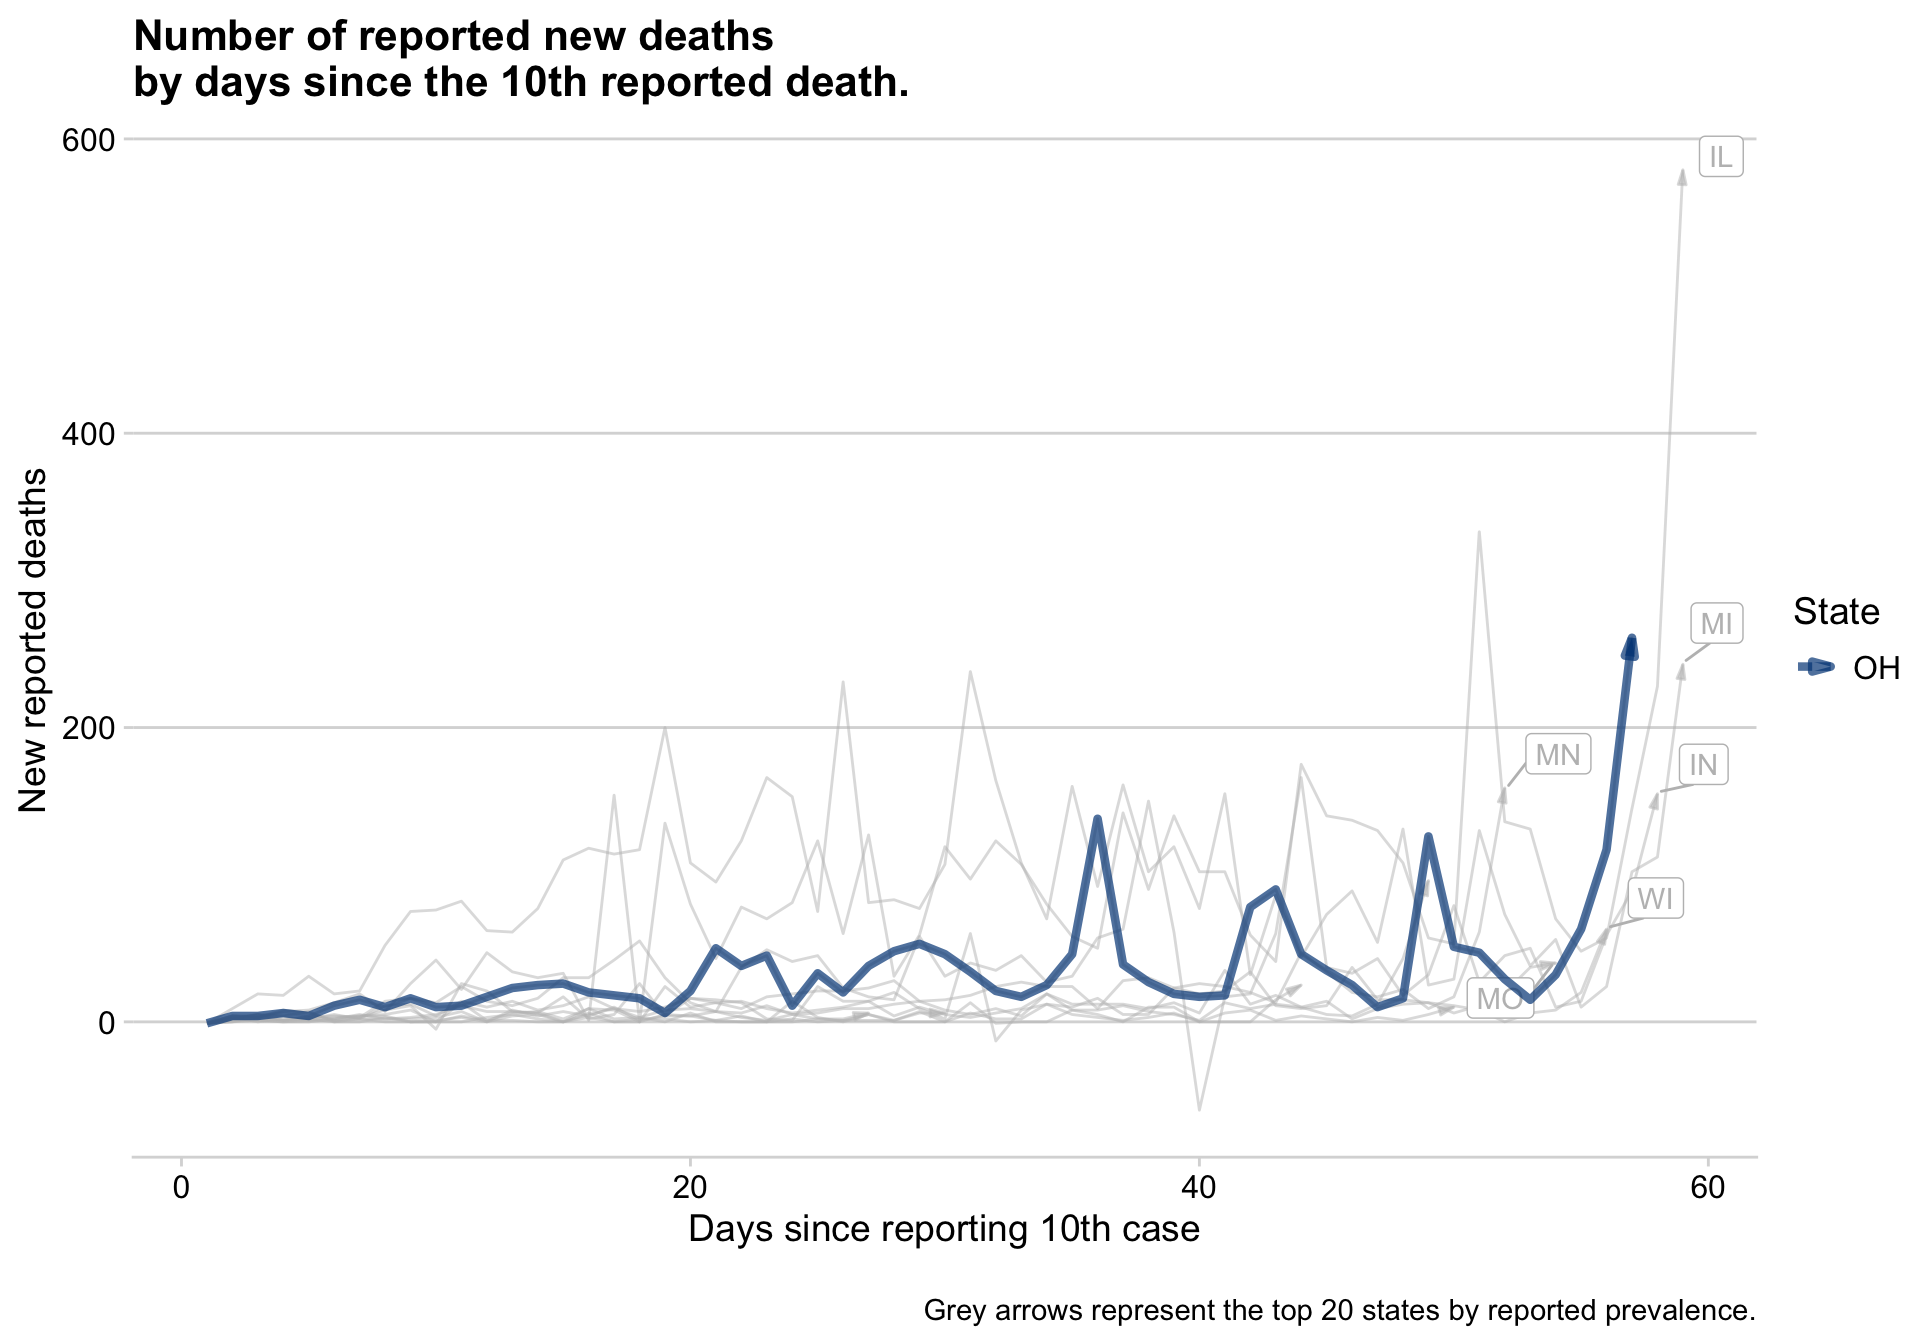 Number of reported new deaths
by days since the 10th reported death.
New reported deaths
600
400
200
0
IL
MI
MN
IN
WI
MO
State
OH
0
20
40
60
Days since reporting 10th case
Grey arrows represent the top 20 states by reported prevalence.